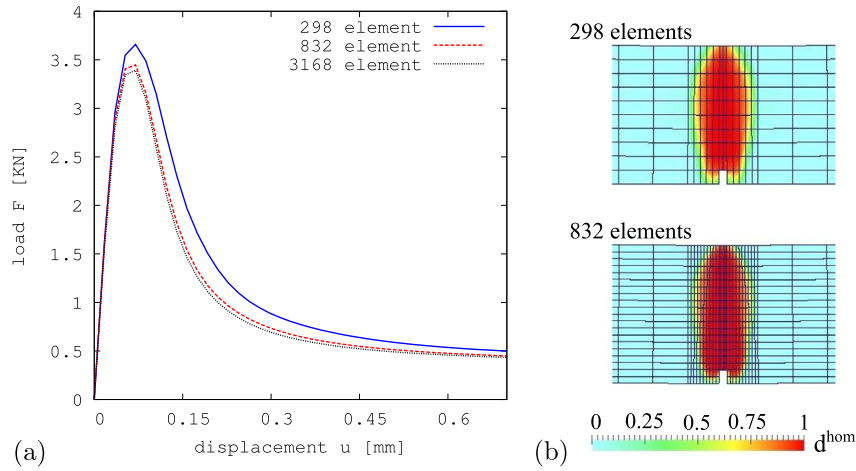 4
3.5
3
2.5
2
1.5
1
0.5
0
load F [KN]
298 element
832 element
3168 element
0 0.15 0.3 0.45 0.6
displacement u [mm]
(a)
298 elements
832 elements
0 0.25 0.5 0.75 1
d^hom
(b)